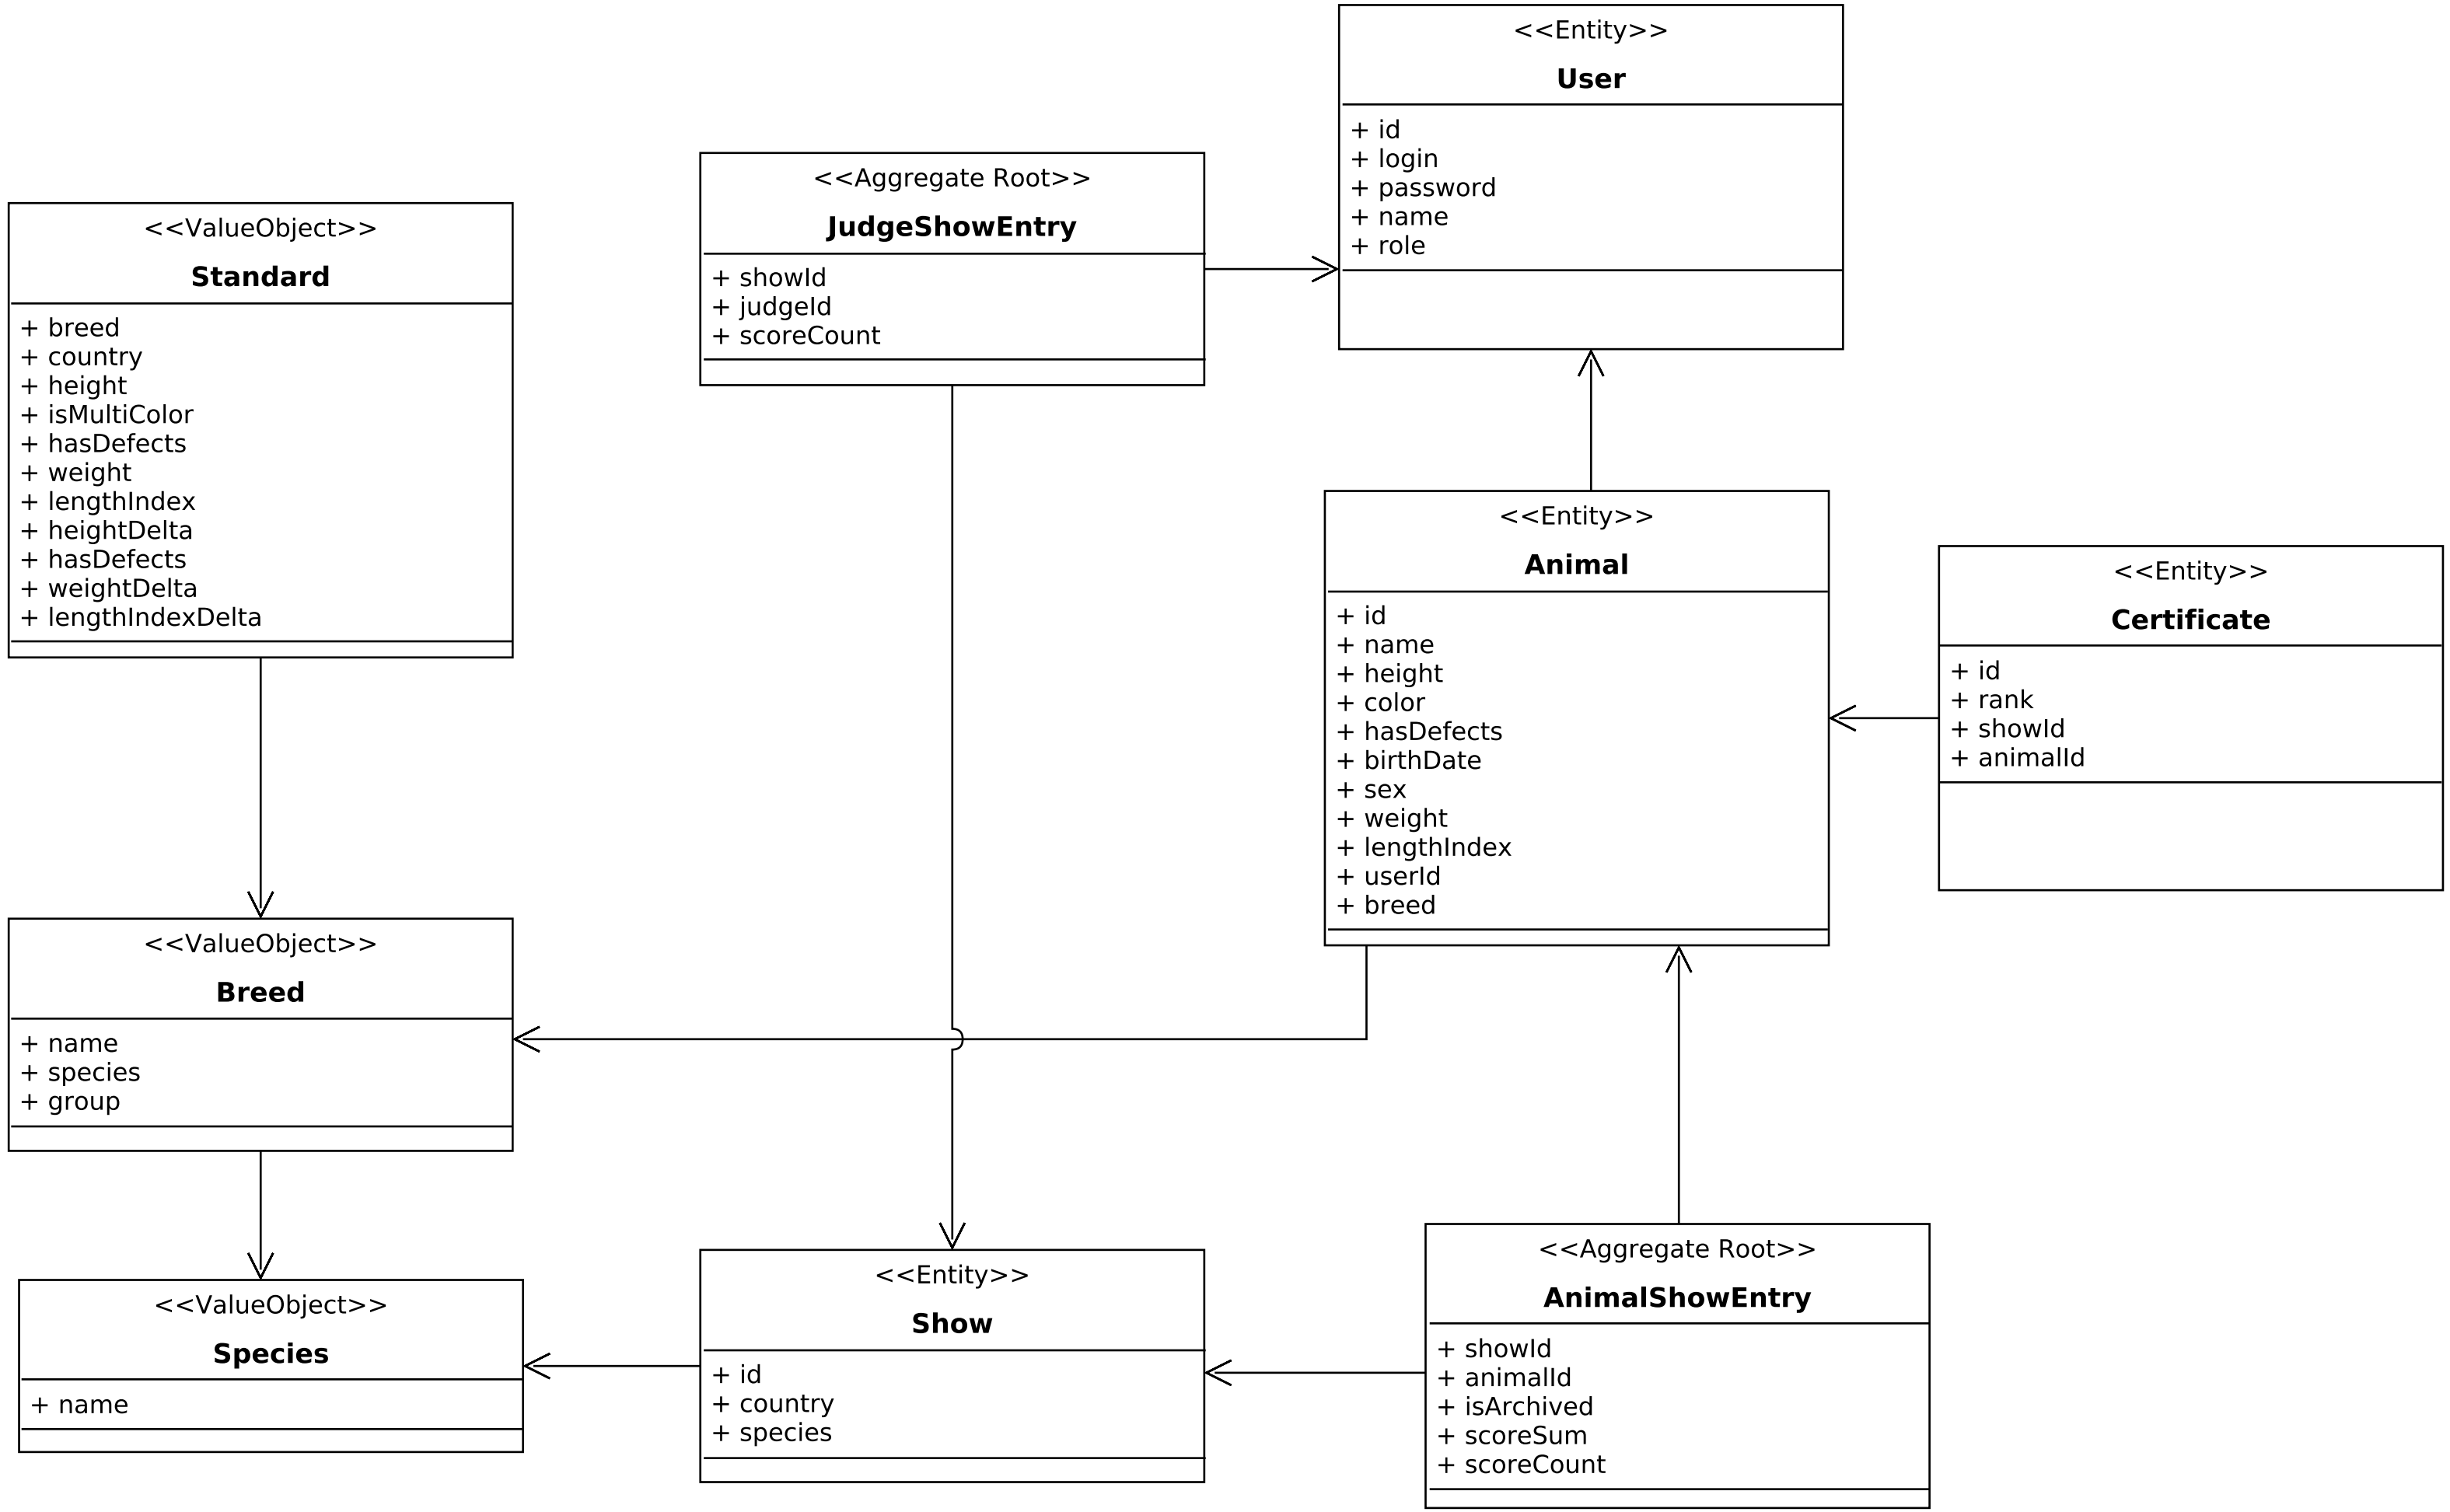 <<Entity>>
User
+ id
+ login
+ password
+ name
+ role
<<Aggregate Root>>
JudgeShowEntry
+ showId
+ judgeId
+ scoreCount
<<ValueObject>>
Standard
+ breed
+ country
+ height
+ isMultiColor
+ hasDefects
+ weight
+ lengthIndex
+ heightDelta
+ hasDefects
+ weightDelta
+ lengthIndexDelta
<<Entity>>
Animal
+ id
+ name
+ height
+ color
+ hasDefects
+ birthDate
+ sex
+ weight
+ lengthIndex
+ userId
+ breed
<<Entity>>
Certificate
+ id
+ rank
+ showId
+ animalId
<<ValueObject>>
Breed
+ name
+ species
+ group
<<ValueObject>>
Species
+ name
<<Entity>>
Show
+ id
+ country
+ species
<<Aggregate Root>>
AnimalShowEntry
+ showId
+ animalId
+ isArchived
+ scoreSum
+ scoreCount